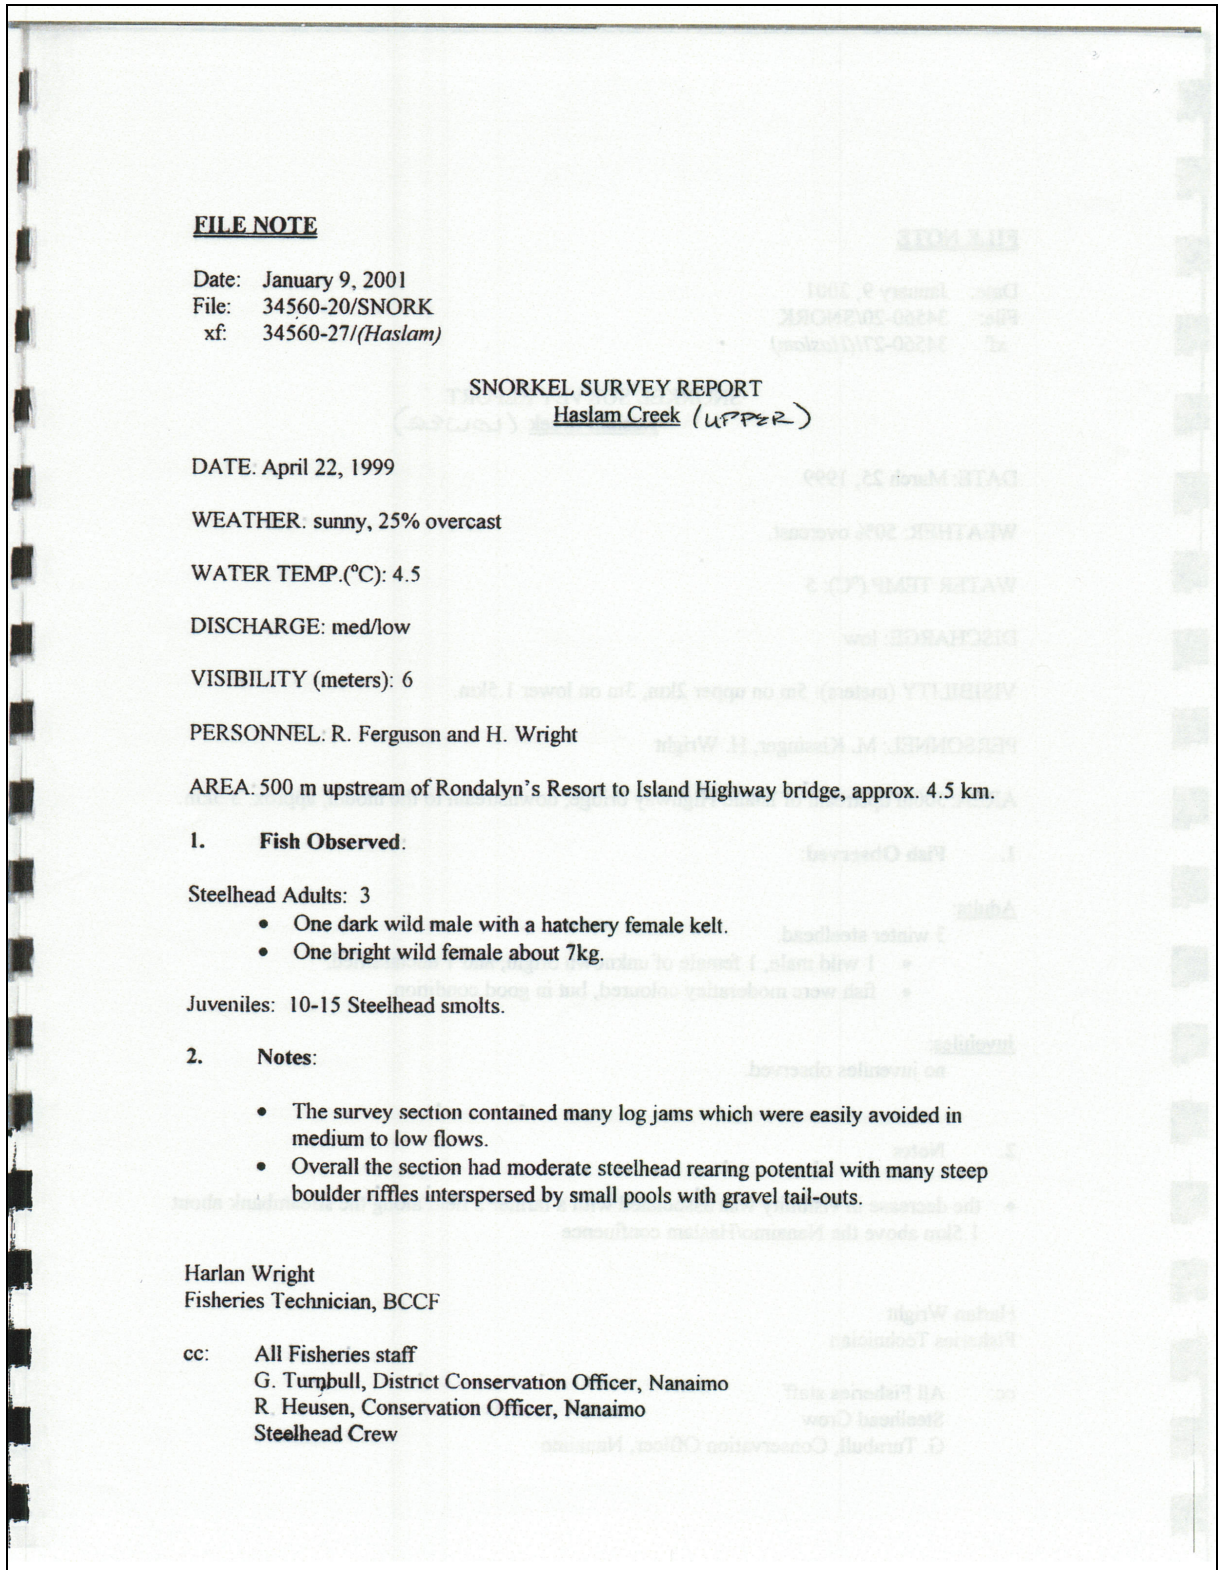 FILE NOTE
Date: January 9, 2001
File: 34560-20/SNORK
xf: 34560-27/(Haslam)
SNORKEL SURVEY REPORT
Haslam Creek (UPPER)
DATE: April 22, 1999
WEATHER: sunny, 25% overcast
WATER TEMP.(°C): 4.5
DISCHARGE: med/low
VISIBILITY (meters): 6
PERSONNEL: R. Ferguson and H. Wright
AREA: 500 m upstream of Rondalyn's Resort to Island Highway bridge, approx. 4.5 km.
1. Fish Observed:
Steelhead Adults: 3
• One dark wild male with a hatchery female kelt.
• One bright wild female about 7kg.
Juveniles: 10-15 Steelhead smolts.
2. Notes:
• The survey section contained many log jams which were easily avoided in
medium to low flows.
• Overall the section had moderate steelhead rearing potential with many steep
boulder riffles interspersed by small pools with gravel tail-outs.
Harlan Wright
Fisheries Technician, BCCF
cc: All Fisheries staff
G. Turnbull, District Conservation Officer, Nanaimo
R. Heusen, Conservation Officer, Nanaimo
Steelhead Crew